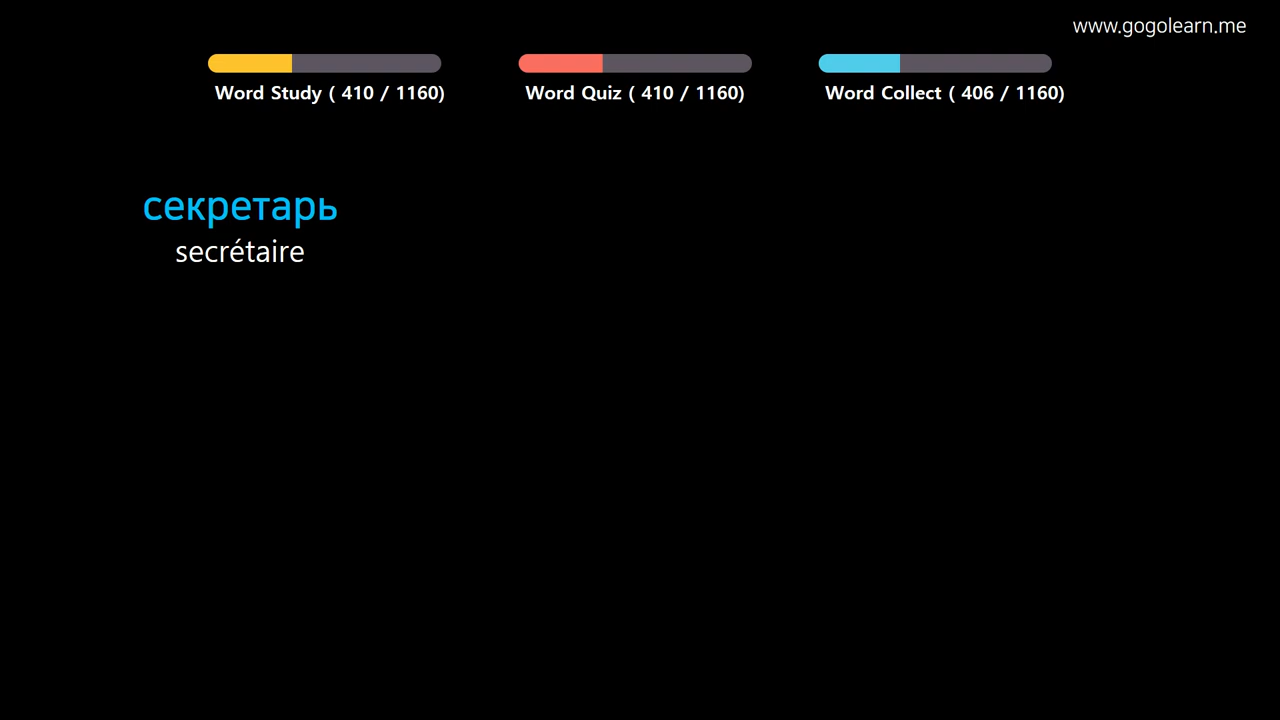 www.gogolearn.me
Word Study ( 410 / 1160)
Word Quiz ( 410 / 1160)
Word Collect ( 406 / 1160)
секретарь
secrétaire